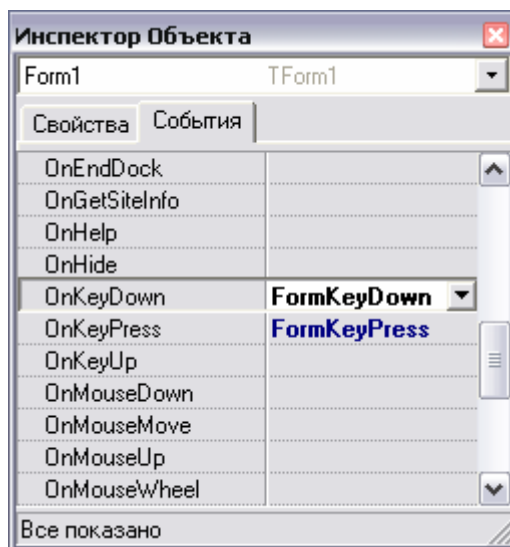 Инспектор Объекта
Form1 TForm1
Свойства События
OnEndDock
OnGetSiteInfo
OnHelp
OnHide
OnKeyDown FormKeyDown
OnKeyPress FormKeyPress
OnKeyUp
OnMouseDown
OnMouseMove
OnMouseUp
OnMouseWheel
Все показано